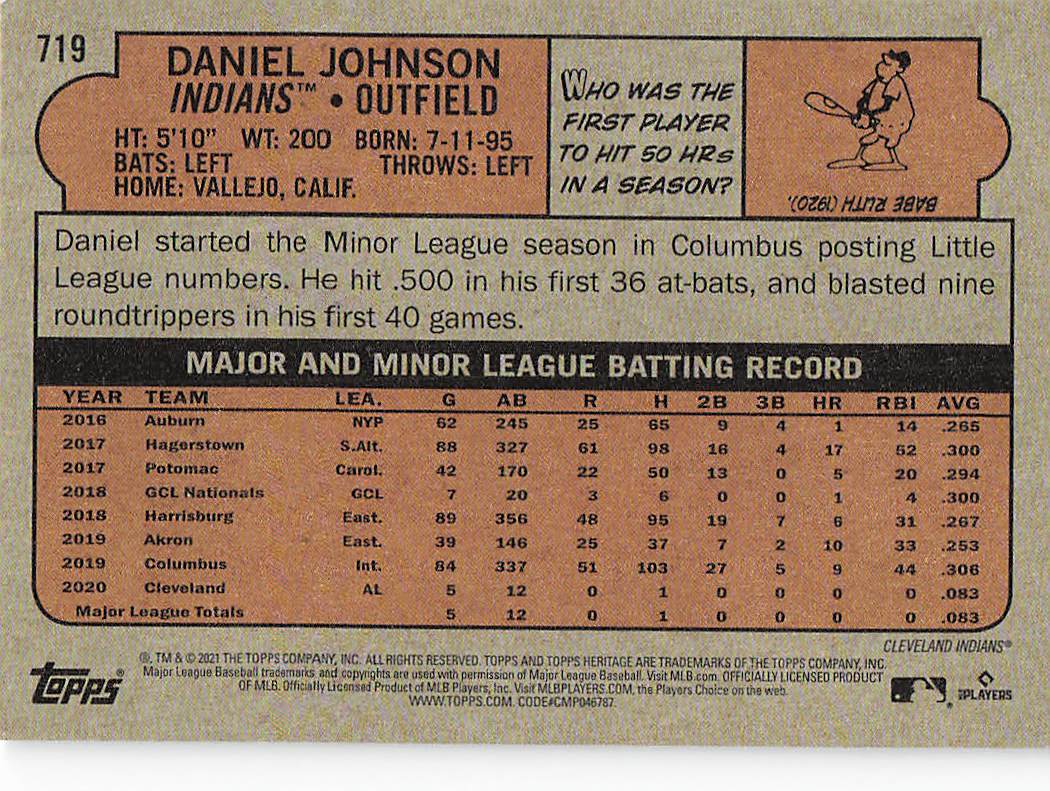 719
DANIEL JOHNSON
INDIANS™ • OUTFIELD
HT: 5'10" WT: 200 BORN: 7-11-95
BATS: LEFT THROWS: LEFT
HOME: VALLEJO, CALIF.
WHO WAS THE
FIRST PLAYER
TO HIT 50 HRs
IN A SEASON?
BABE RUTH (1920).
Daniel started the Minor League season in Columbus posting Little
League numbers. He hit .500 in his first 36 at-bats, and blasted nine
roundtrippers in his first 40 games.
MAJOR AND MINOR LEAGUE BATTING RECORD
YEAR TEAM LEA. G AB R H 2B 3B HR RBI AVG
2016 Auburn NYP 62 245 25 65 9 4 1 14 .265
2017 Hagerstown S.Alt. 88 327 61 98 16 4 17 52 .300
2017 Potomac Carol. 42 170 22 50 13 0 5 20 .294
2018 GCL Nationals GCL 7 20 3 6 0 0 1 4 .300
2018 Harrisburg East. 89 356 48 95 19 7 6 31 .267
2019 Akron East. 39 146 25 37 7 2 10 33 .253
2019 Columbus Int. 84 337 51 103 27 5 9 44 .306
2020 Cleveland AL 5 12 0 1 0 0 0 0 .083
Major League Totals 5 12 0 1 0 0 0 0 .083
CLEVELAND INDIANS®
®, TM & © 2021 THE TOPPS COMPANY, INC. ALL RIGHTS RESERVED. TOPPS AND TOPPS HERITAGE ARE TRADEMARKS OF THE TOPPS COMPANY, INC.
Major League Baseball trademarks and copyrights are used with permission of Major League Baseball. Visit MLB.com. OFFICIALLY LICENSED PRODUCT
OF MLB. Officially Licensed Product of MLB Players, Inc. Visit MLBPLAYERS.COM, the Players Choice on the web.
WWW.TOPPS.COM. CODE#CMP046787
topps®
MLBPLAYERS